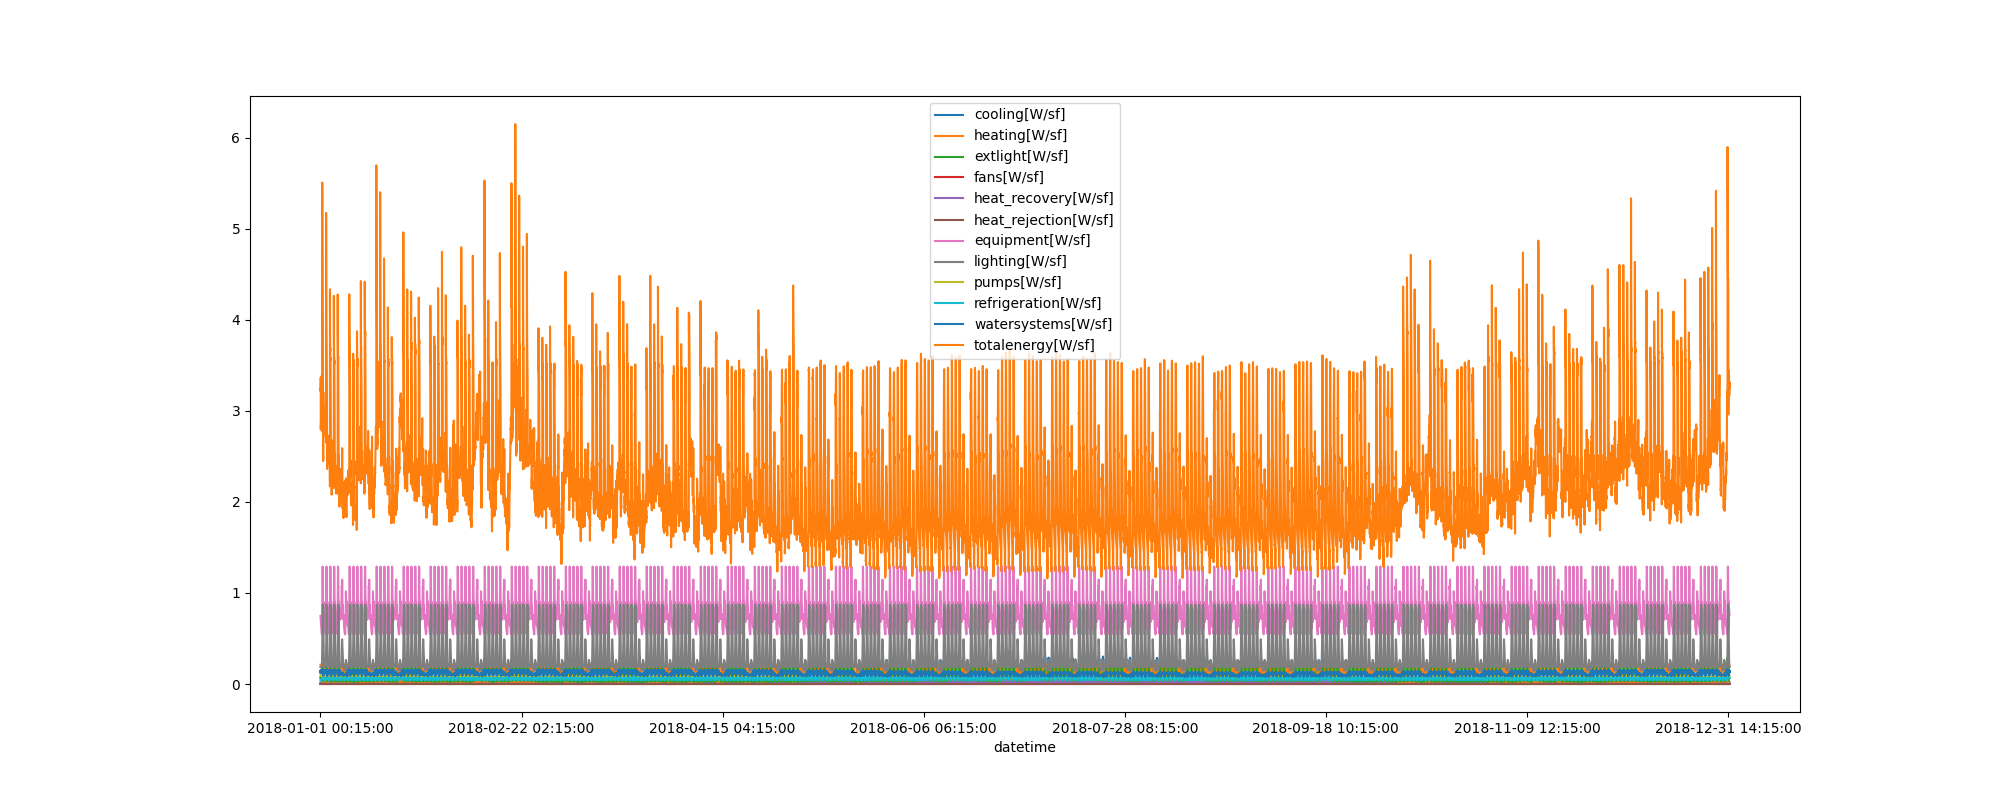 cooling[W/sf]
heating[W/sf]
extlight[W/sf]
fans[W/sf]
heat_recovery[W/sf]
heat_rejection[W/sf]
equipment[W/sf]
lighting[W/sf]
pumps[W/sf]
refrigeration[W/sf]
watersystems[W/sf]
totalenergy[W/sf]
6
5
4
3
2
1
0
2018-01-01 00:15:00 2018-02-22 02:15:00 2018-04-15 04:15:00 2018-06-06 06:15:00 2018-07-28 08:15:00 2018-09-18 10:15:00 2018-11-09 12:15:00 2018-12-31 14:15:00
datetime